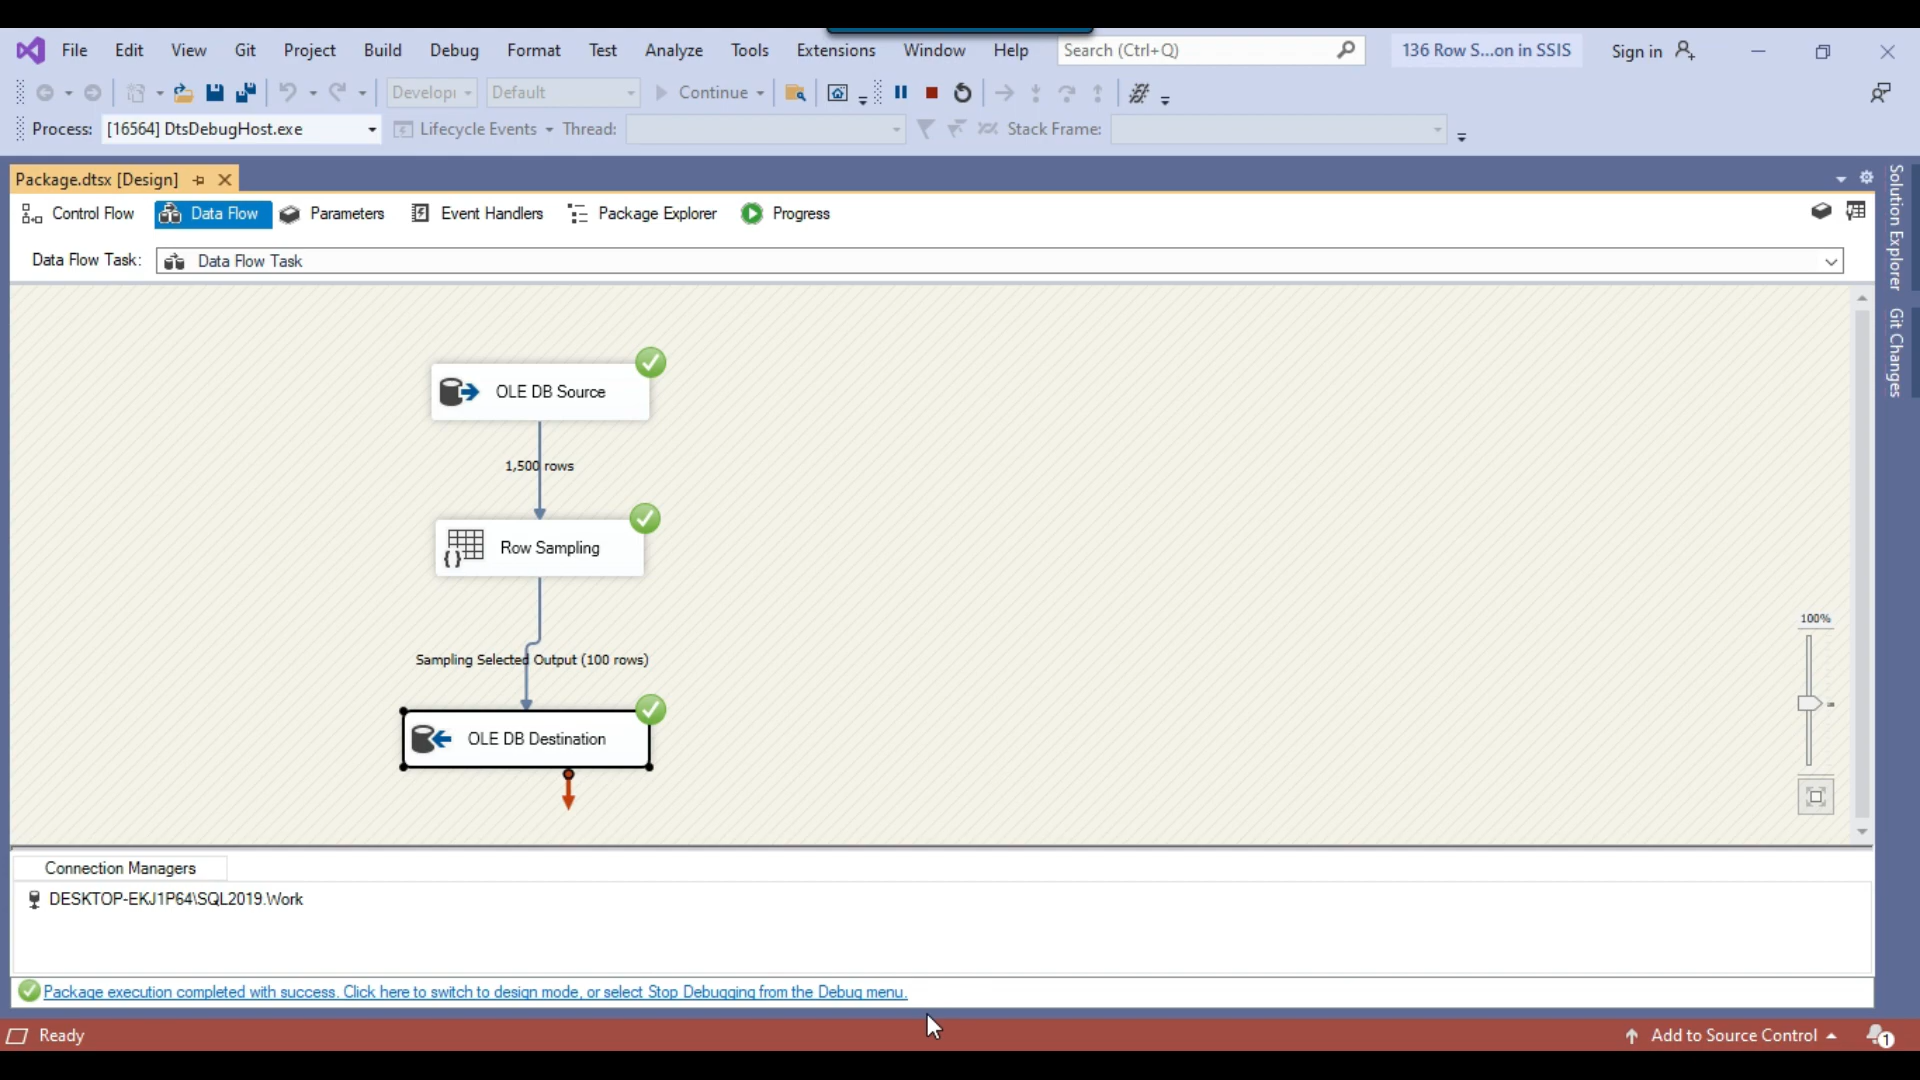 File Edit View Git Project Build Debug Format Test Analyze Tools Extensions Window Help Search (Ctrl+Q) 136 Row S...on in SSIS Sign in
Developı Default Continue
Process: [16564] DtsDebugHost.exe Lifecycle Events Thread: Stack Frame:
Package.dtsx [Design]
Control Flow Data Flow Parameters Event Handlers Package Explorer Progress
Data Flow Task: Data Flow Task
Solution Explorer
Git Changes
OLE DB Source
1,500 rows
Row Sampling
Sampling Selected Output (100 rows)
OLE DB Destination
100%
Connection Managers
DESKTOP-EKJ1P64\SQL2019.Work
Package execution completed with success. Click here to switch to design mode, or select Stop Debugging from the Debug menu.
Ready Add to Source Control 1